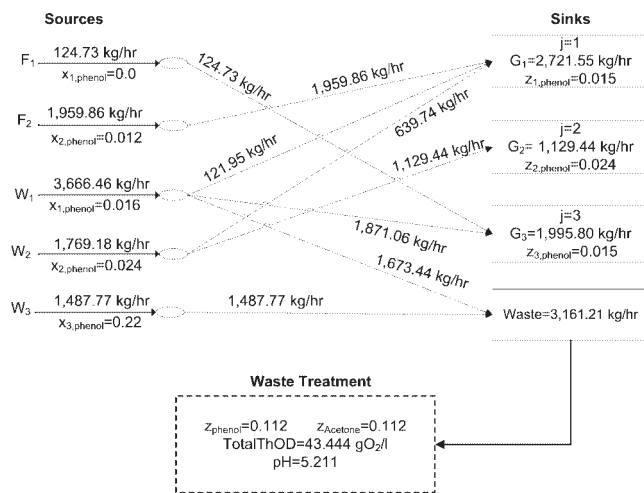 Sources
Sinks
F1
124.73 kg/hr
x1,phenol=0.0
F2
1,959.86 kg/hr
x2,phenol=0.012
W1
3,666.46 kg/hr
x1,phenol=0.016
W2
1,769.18 kg/hr
x2,phenol=0.024
W3
1,487.77 kg/hr
x3,phenol=0.22
124.73 kg/hr
1,959.86 kg/hr
639.74 kg/hr
121.95 kg/hr
1,129.44 kg/hr
1,871.06 kg/hr
1,673.44 kg/hr
1,487.77 kg/hr
j=1
G1=2,721.55 kg/hr
z1,phenol=0.015
j=2
G2= 1,129.44 kg/hr
z2,phenol=0.024
j=3
G3=1,995.80 kg/hr
z3,phenol=0.015
Waste=3,161.21 kg/hr
Waste Treatment
zphenol=0.112 zAcetone=0.112
TotalThOD=43.444 gO2/l
pH=5.211